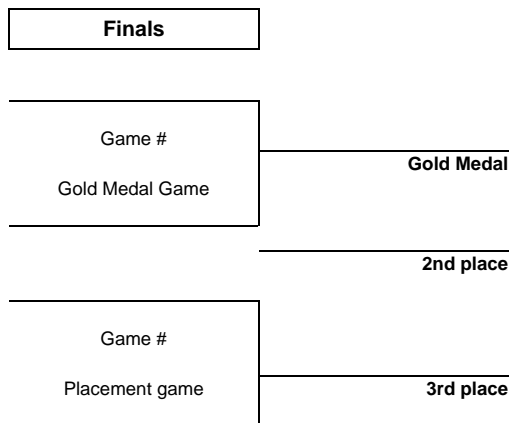 Finals
Game #
Gold Medal
Gold Medal Game
2nd place
Game #
Placement game
3rd place